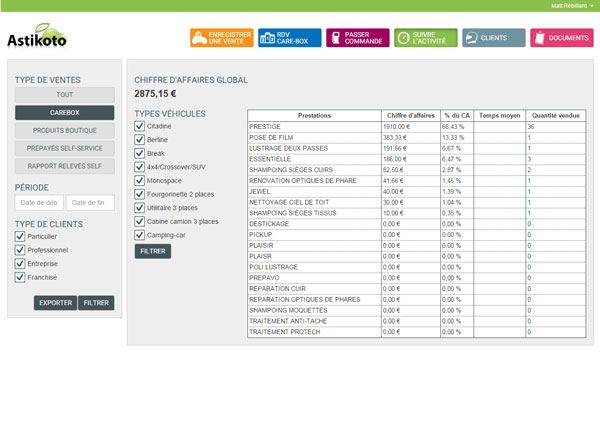 Matt Rébillard
Astikoto
ENREGISTRER UNE VENTE
RDV CARE-BOX
PASSER COMMANDE
SUIVRE L'ACTIVITÉ
CLIENTS
DOCUMENTS
TYPE DE VENTES
TOUT
CAREBOX
PRODUITS BOUTIQUE
PRÉPAYÉS SELF-SERVICE
RAPPORT RELEVÉS SELF
PÉRIODE
Date de déb Date de fin
TYPE DE CLIENTS
Particulier
Professionnel
Entreprise
Franchisé
EXPORTER FILTRER
CHIFFRE D'AFFAIRES GLOBAL
2875,15 €
TYPES VÉHICULES
Citadine
Berline
Break
4x4/Crossover/SUV
Monospace
Fourgonnette 2 places
Utilitaire 3 places
Cabine camion 3 places
Camping-car
FILTRER
Prestations Chiffre d'affaires % du CA Temps moyen Quantité vendue
PRESTIGE 1910.00 € 66,43 % 36
POSE DE FILM 383,33 € 13,33 % 1
LUSTRAGE DEUX PASSES 191.66 € 6,67 % 1
ESSENTIELLE 186,00 € 6,47 % 3
SHAMPOING SIÈGES CUIRS 82,50 € 2,87 % 2
RENOVATION OPTIQUES DE PHARE 41,66 € 1,45 % 1
JEWEL 40,00 € 1,39 % 1
NETTOYAGE CIEL DE TOIT 30.00 € 1,04 % 1
SHAMPOING SIÈGES TISSUS 10,00 € 0,35 % 1
DESTICKAGE 0.00 € 0.00 % 0
PICKUP 0.00 € 0.00 % 0
PLAISIR 0.00 € 0.00 % 0
PLAISR 0.00 € 0.00 % 0
POLI LUSTRAGE 0.00 € 0.00 % 0
PREPAVO 0.00 € 0.00 % 0
RÉPARATION CUIR 0.00 € 0.00 % 0
REPARATION OPTIQUES DE PHARES 0.00 € 0.00 % 0
SHAMPOING MOQUETTES 0.00 € 0.00 % 0
TRAITEMENT ANTI-TACHE 0.00 € 0.00 % 0
TRAITEMENT PROTECH 0.00 € 0.00 % 0